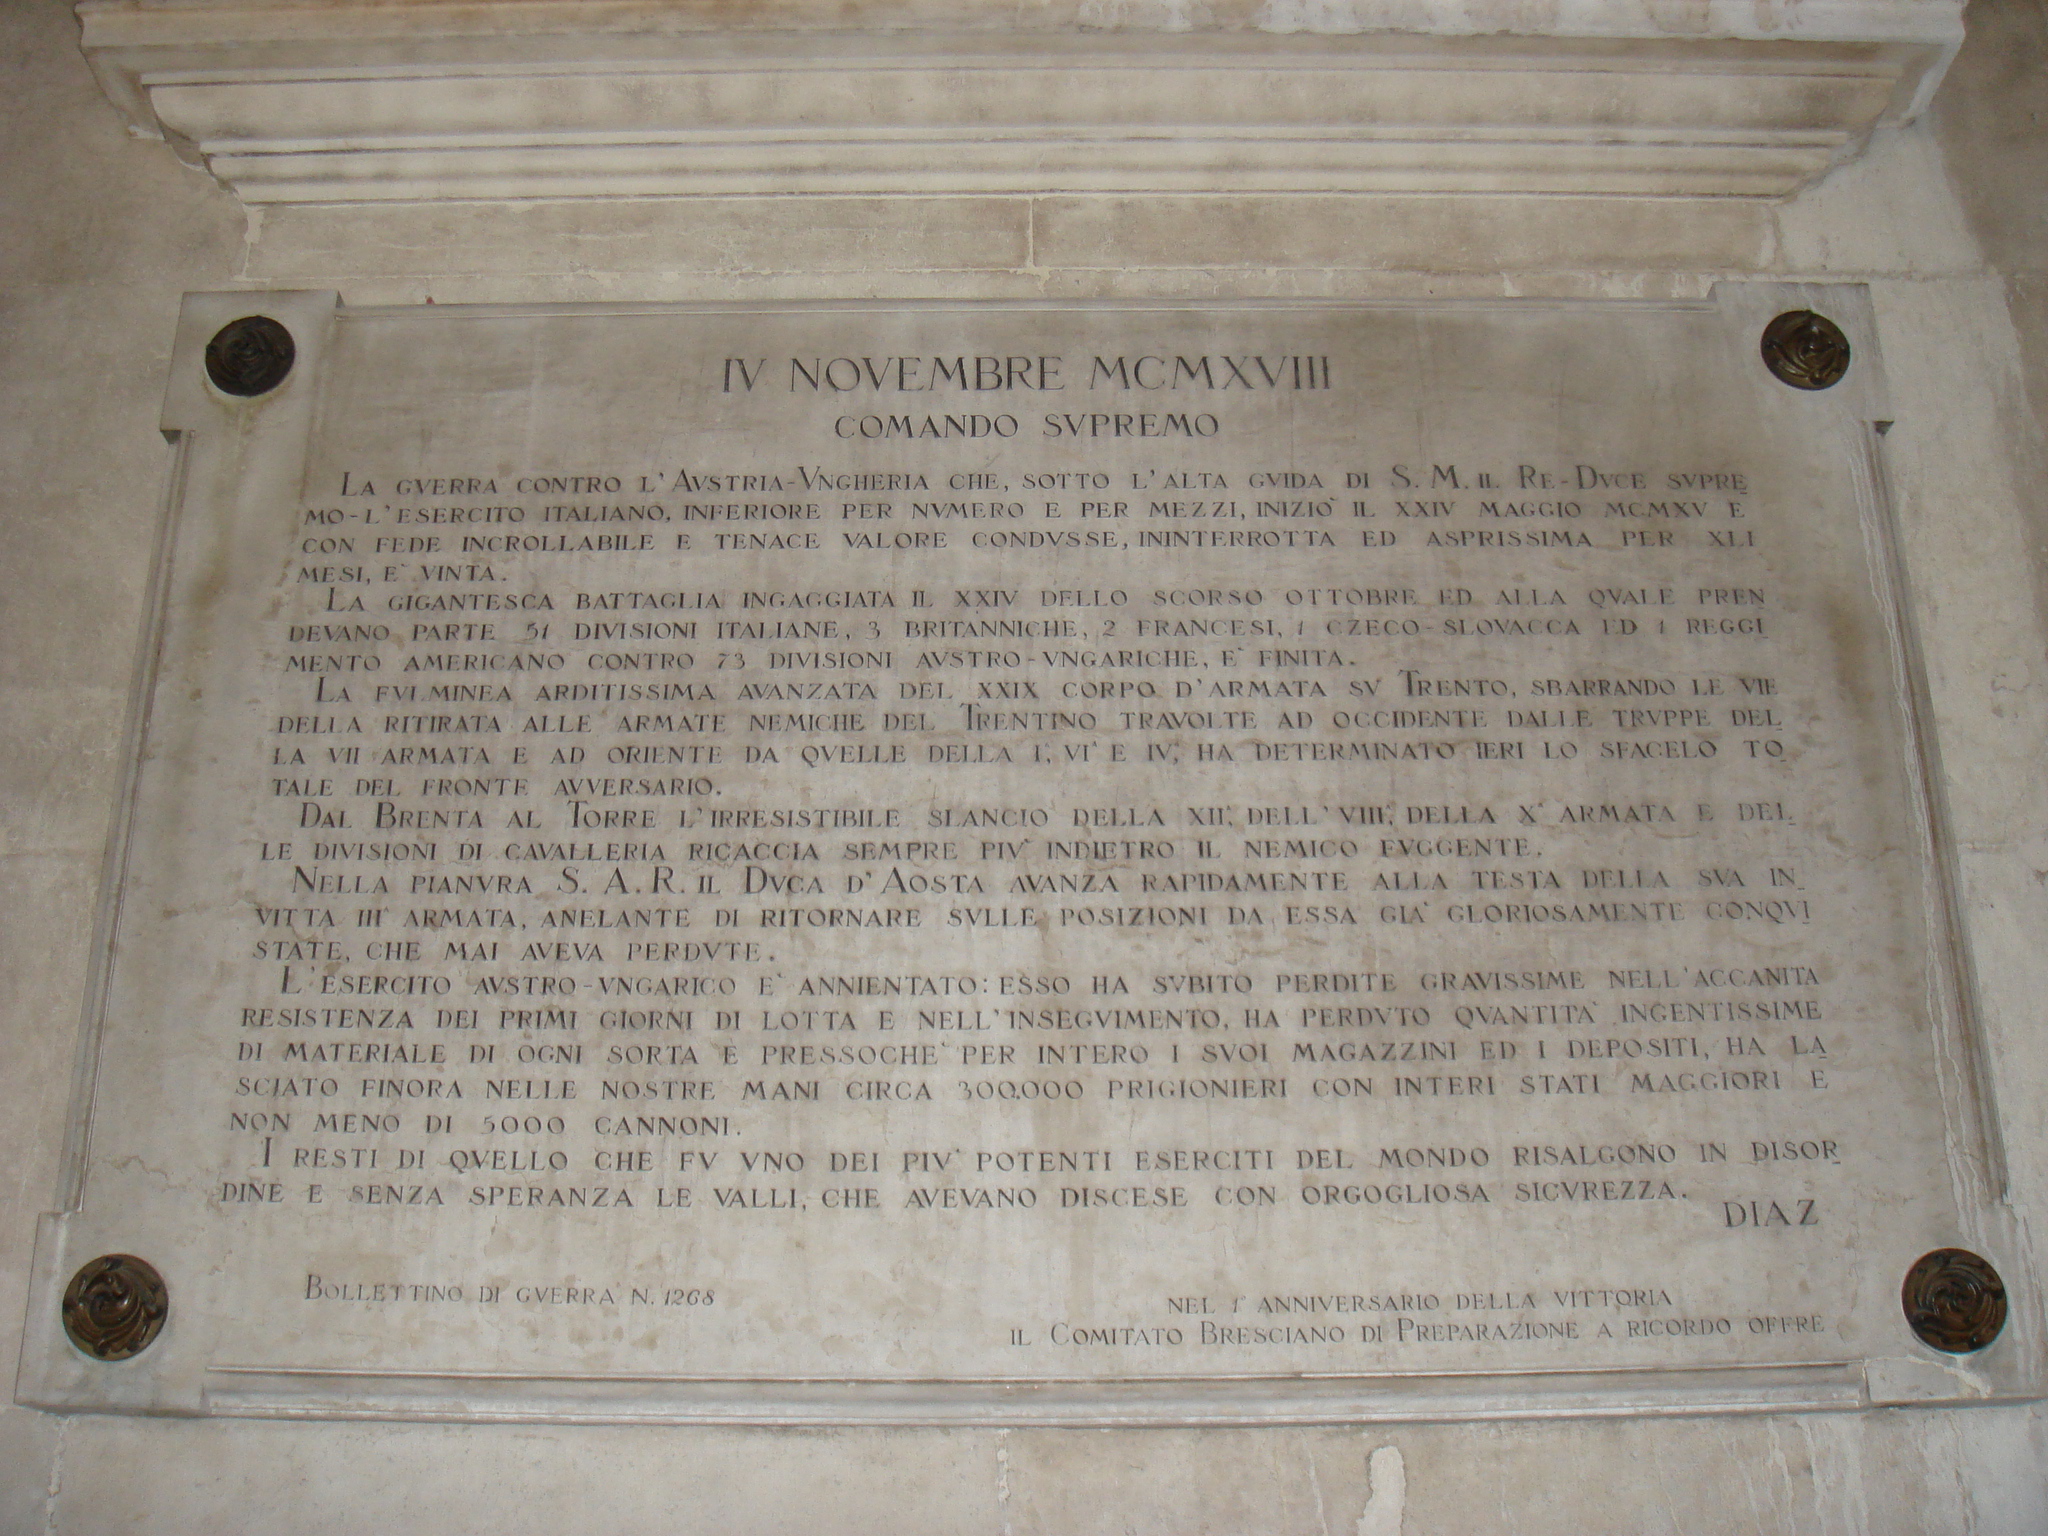 IV NOVEMBRE MCMXVIII
COMANDO SVPREMO
LA GVERRA CONTRO L'AVSTRIA-VNGHERIA CHE, SOTTO L'ALTA GVIDA DI S. M. IL RE-DVCE SVPRE
MO-L'ESERCITO ITALIANO, INFERIORE PER NVMERO E PER MEZZI, INIZIO' IL XXIV MAGGIO MCMXV E
CON FEDE INCROLLABILE E TENACE VALORE CONDVSSE, ININTERROTTA ED ASPRISSIMA PER XLI
MESI, E' VINTA.
LA GIGANTESCA BATTAGLIA INGAGGIATA IL XXIV DELLO SCORSO OTTOBRE ED ALLA QVALE PREN
DEVANO PARTE 51 DIVISIONI ITALIANE, 3 BRITANNICHE, 2 FRANCESI, 1 CZECO-SLOVACCA ED 1 REGGI
MENTO AMERICANO CONTRO 73 DIVISIONI AVSTRO-VNGARICHE, E' FINITA.
LA FVLMINEA ARDITISSIMA AVANZATA DEL XXIX CORPO D'ARMATA SV TRENTO, SBARRANDO LE VIE
DELLA RITIRATA ALLE ARMATE NEMICHE DEL TRENTINO TRAVOLTE AD OCCIDENTE DALLE TRVPPE DEL
LA VII ARMATA E AD ORIENTE DA QVELLE DELLA Iª, VIª E IVª, HA DETERMINATO IERI LO SFACELO TO
TALE DEL FRONTE AVVERSARIO.
DAL BRENTA AL TORRE L'IRRESISTIBILE SLANCIO DELLA XIIª, DELL'VIIIª, DELLA Xª ARMATA E DEL
LE DIVISIONI DI CAVALLERIA RICACCIA SEMPRE PIV' INDIETRO IL NEMICO FVGGENTE.
NELLA PIANVRA S. A. R. IL DVCA D'AOSTA AVANZA RAPIDAMENTE ALLA TESTA DELLA SVA IN
VITTA IIIª ARMATA, ANELANTE DI RITORNARE SVLLE POSIZIONI DA ESSA GIA' GLORIOSAMENTE CONQVI
STATE, CHE MAI AVEVA PERDVTE.
L'ESERCITO AVSTRO-VNGARICO E' ANNIENTATO: ESSO HA SVBITO PERDITE GRAVISSIME NELL'ACCANITA
RESISTENZA DEI PRIMI GIORNI DI LOTTA E NELL'INSEGVIMENTO, HA PERDVTO QVANTITA' INGENTISSIME
DI MATERIALE DI OGNI SORTA E PRESSOCHE' PER INTERO I SVOI MAGAZZINI ED I DEPOSITI, HA LA
SCIATO FINORA NELLE NOSTRE MANI CIRCA 300.000 PRIGIONIERI CON INTERI STATI MAGGIORI E
NON MENO DI 5000 CANNONI.
I RESTI DI QVELLO CHE FV VNO DEI PIV' POTENTI ESERCITI DEL MONDO RISALGONO IN DISOR
DINE E SENZA SPERANZA LE VALLI, CHE AVEVANO DISCESE CON ORGOGLIOSA SICVREZZA.
DIAZ
BOLLETTINO DI GVERRA N. 1268
NEL 1º ANNIVERSARIO DELLA VITTORIA
IL COMITATO BRESCIANO DI PREPARAZIONE A RICORDO OFFRE